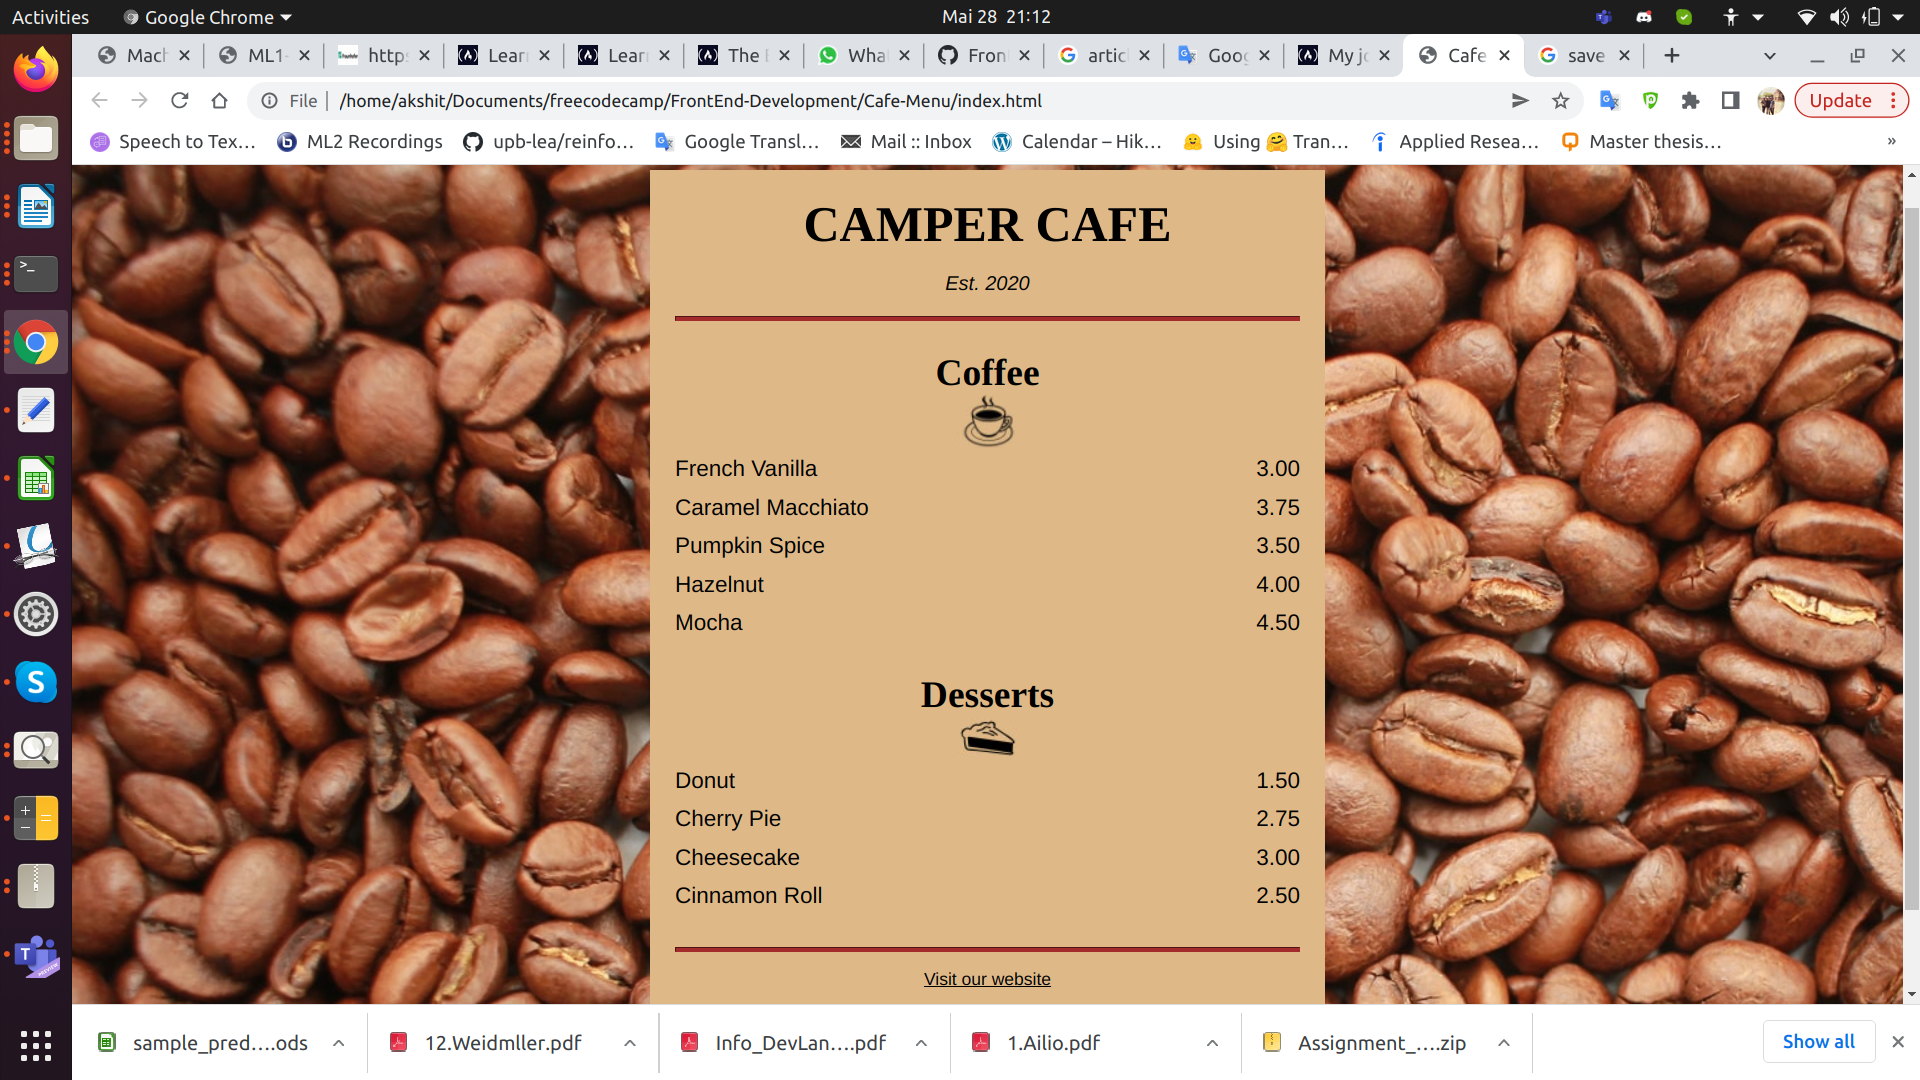 Activities Google Chrome Mai 28 21:12
Mach ML1- https Lear Lear The What Fron artic Goog My jo Cafe save
File /home/akshit/Documents/freecodecamp/FrontEnd-Development/Cafe-Menu/index.html Update
Speech to Tex... ML2 Recordings upb-lea/reinfo... Google Transl... Mail :: Inbox Calendar – Hik... Using 🤗 Tran... Applied Resea... Master thesis... »
CAMPER CAFE
Est. 2020
Coffee
French Vanilla 3.00
Caramel Macchiato 3.75
Pumpkin Spice 3.50
Hazelnut 4.00
Mocha 4.50
Desserts
Donut 1.50
Cherry Pie 2.75
Cheesecake 3.00
Cinnamon Roll 2.50
Visit our website
sample_pred....ods 12.Weidmller.pdf Info_DevLan....pdf 1.Ailio.pdf Assignment_....zip Show all